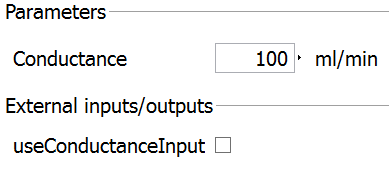 Parameters
Conductance 100 ml/min
External inputs/outputs
useConductanceInput